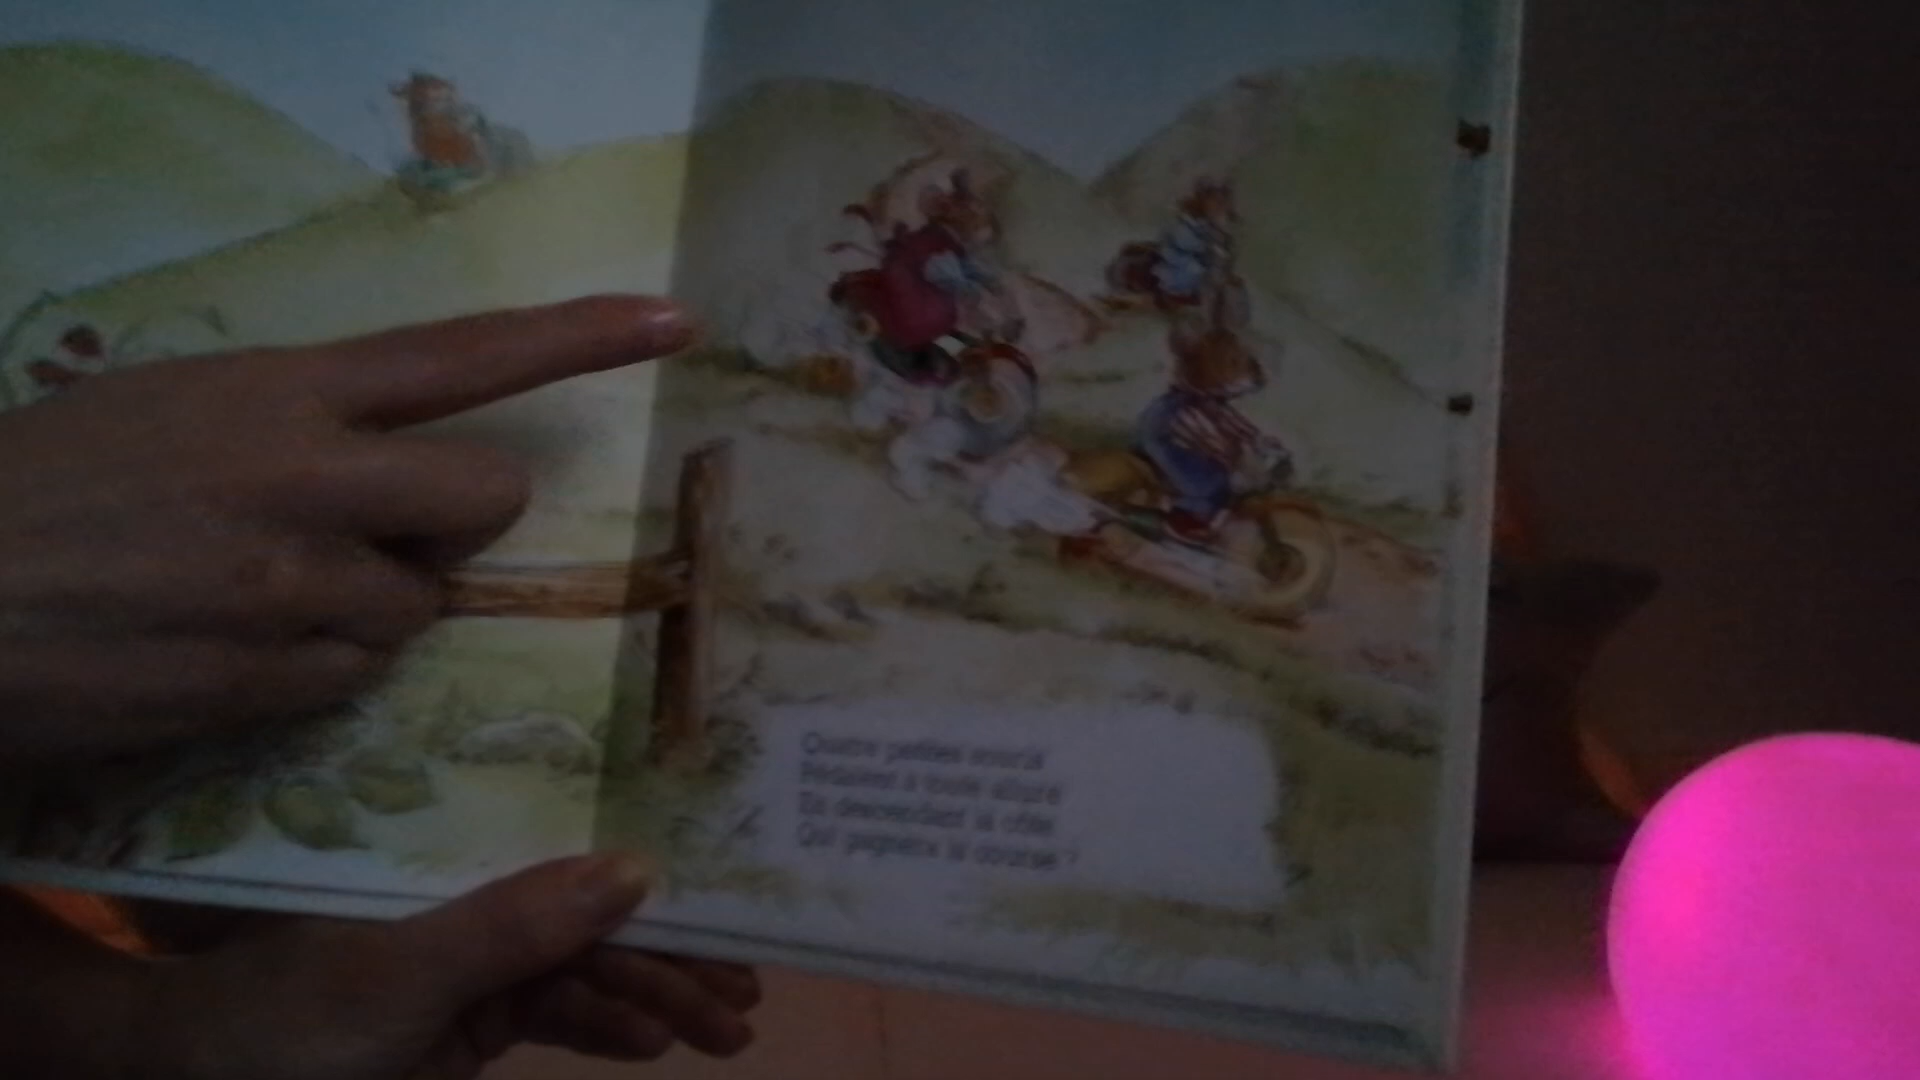 Quatre petites souris
Pédalent à toute allure
En descendant la côte
Qui gagnera la course ?